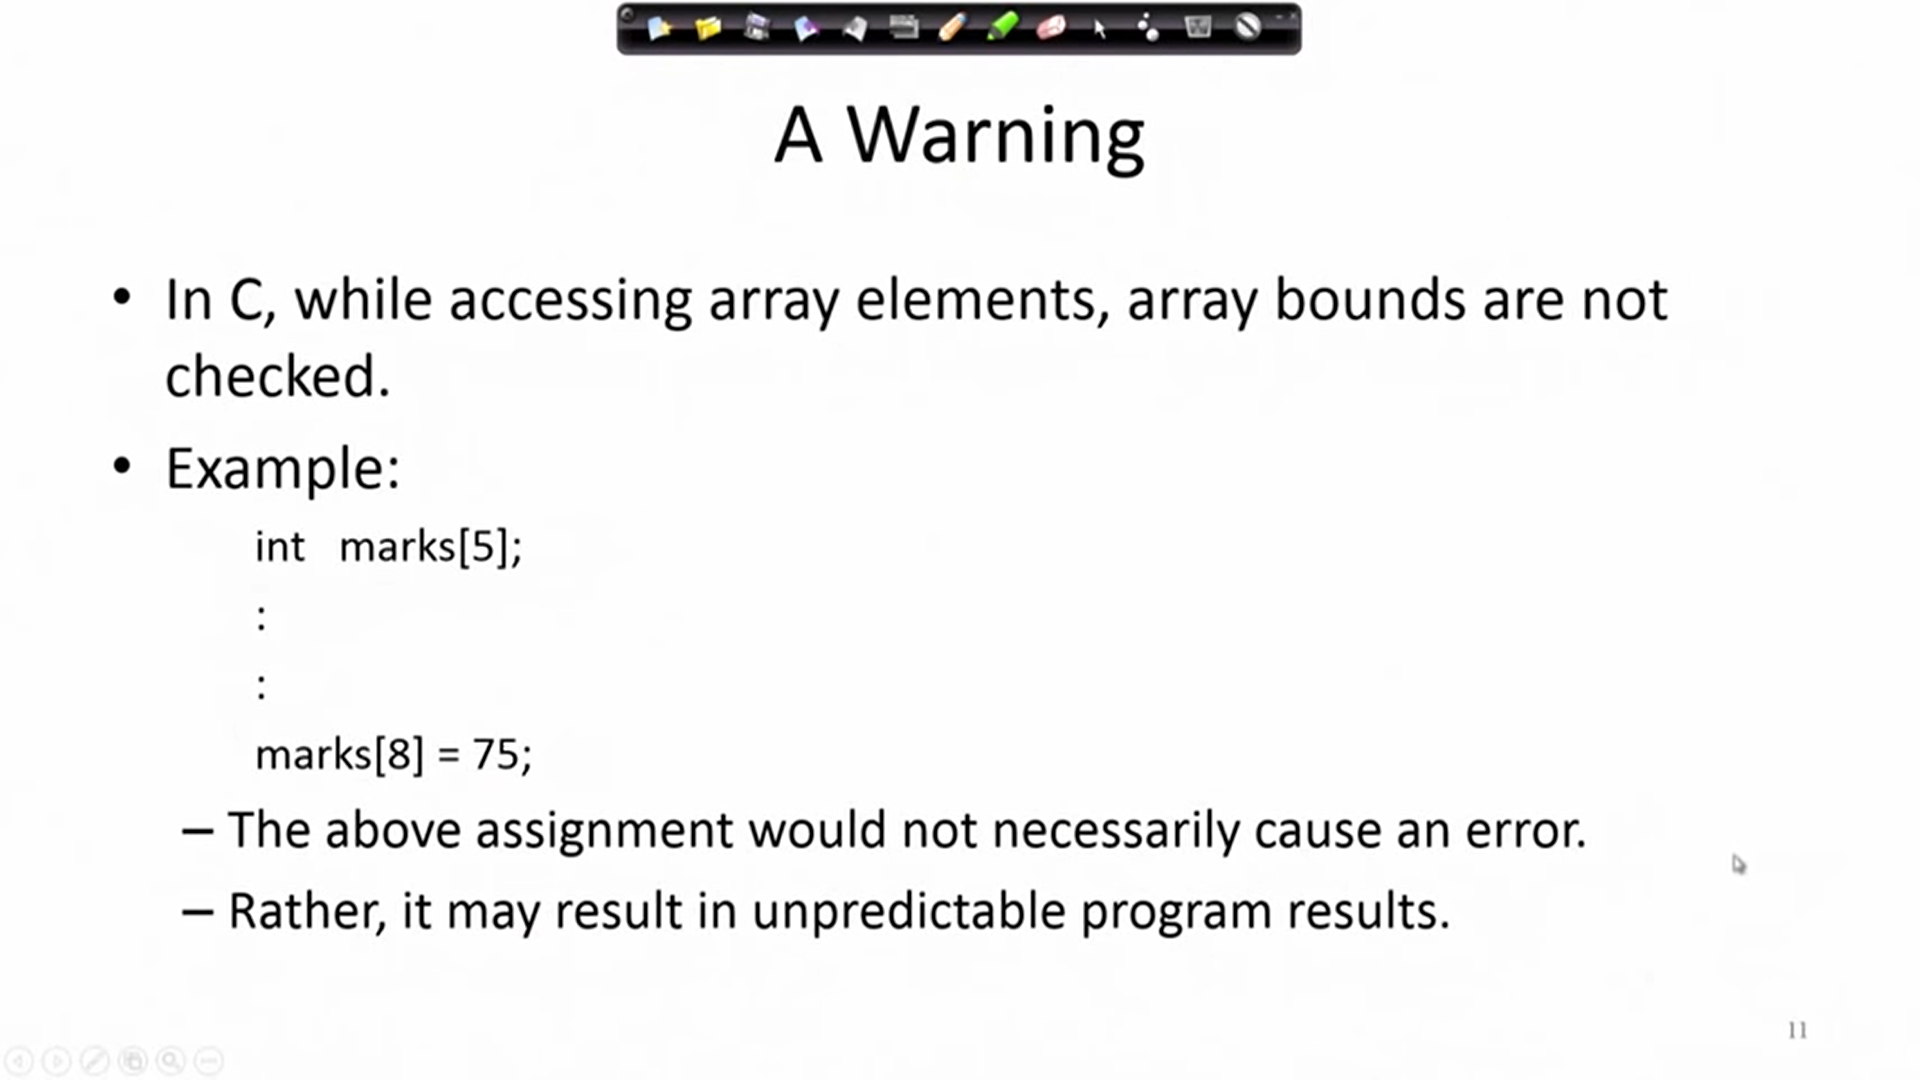 A Warning
• In C, while accessing array elements, array bounds are not
checked.
• Example:
int marks[5];
:
:
marks[8] = 75;
– The above assignment would not necessarily cause an error.
– Rather, it may result in unpredictable program results.
11